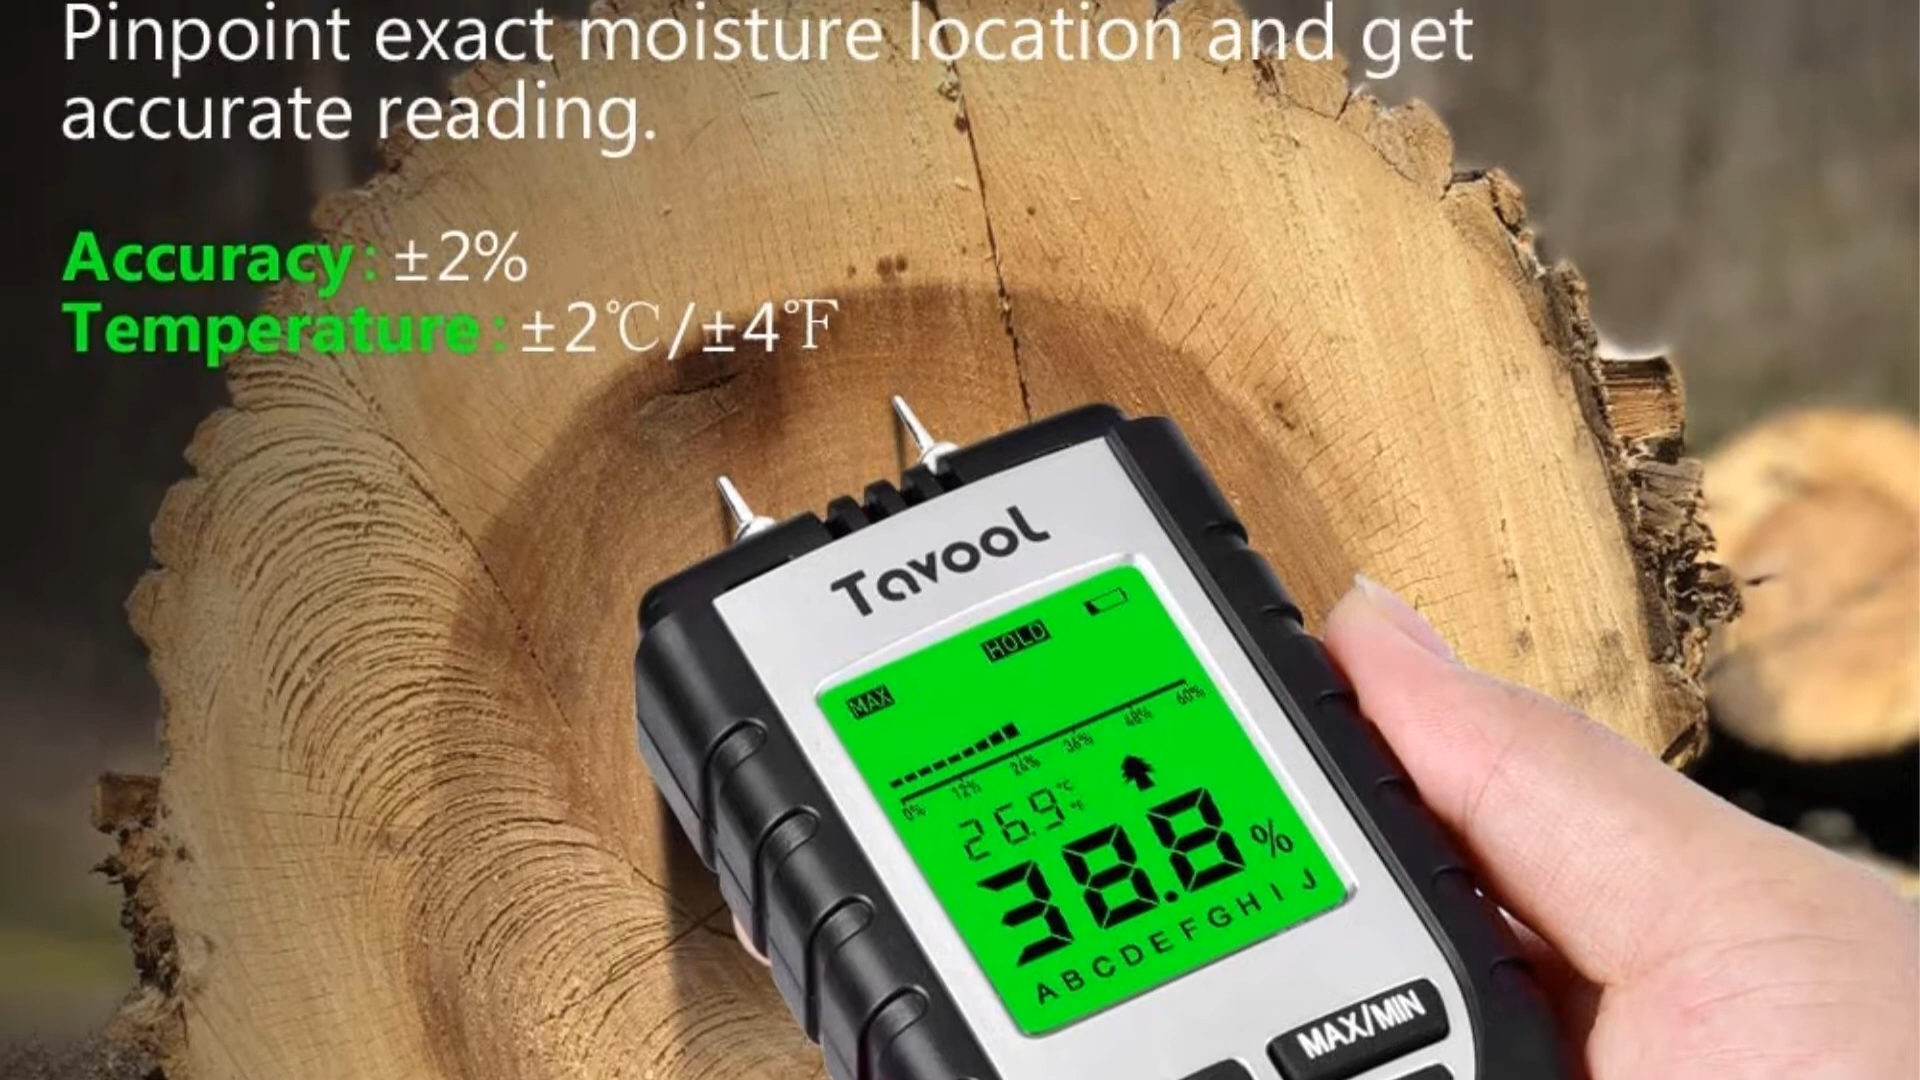 Pinpoint exact moisture location and get
accurate reading.
Accuracy: ±2%
Temperature: ±2℃/±4℉
TavooL
HOLD
MAX
0% 12% 24% 36% 48% 60%
26.9 °C °F
38.8 %
A B C D E F G H I J
MAX/MIN